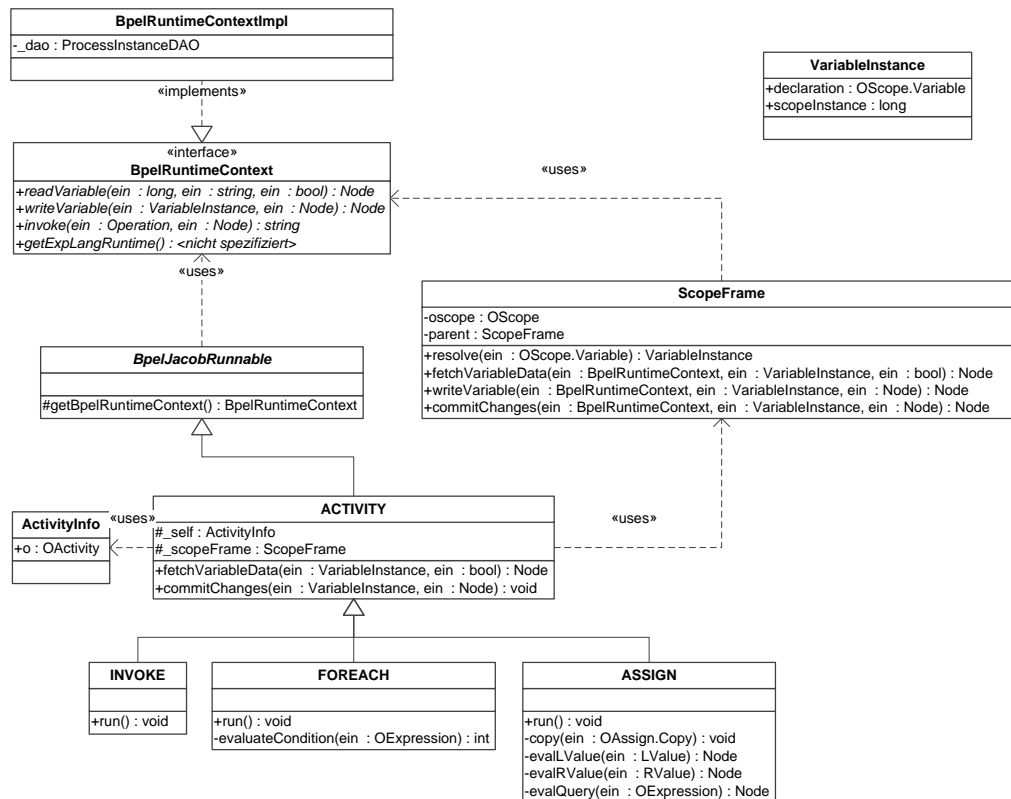 BpelRuntimeContextImpl
-_dao : ProcessInstanceDAO
«implements»
VariableInstance
+declaration : OScope.Variable
+scopeInstance : long
«interface»
BpelRuntimeContext
+readVariable(ein : long, ein : string, ein : bool) : Node
+writeVariable(ein : VariableInstance, ein : Node) : Node
+invoke(ein : Operation, ein : Node) : string
+getExpLangRuntime() : <nicht spezifiziert>
«uses»
«uses»
ScopeFrame
-oscope : OScope
-parent : ScopeFrame
+resolve(ein : OScope.Variable) : VariableInstance
+fetchVariableData(ein : BpelRuntimeContext, ein : VariableInstance, ein : bool) : Node
+writeVariable(ein : BpelRuntimeContext, ein : VariableInstance, ein : Node) : Node
+commitChanges(ein : BpelRuntimeContext, ein : VariableInstance, ein : Node) : Node
BpelJacobRunnable
#getBpelRuntimeContext() : BpelRuntimeContext
ActivityInfo
+o : OActivity
«uses»
ACTIVITY
#_self : ActivityInfo
#_scopeFrame : ScopeFrame
+fetchVariableData(ein : VariableInstance, ein : bool) : Node
+commitChanges(ein : VariableInstance, ein : Node) : void
«uses»
INVOKE
+run() : void
FOREACH
+run() : void
-evaluateCondition(ein : OExpression) : int
ASSIGN
+run() : void
-copy(ein : OAssign.Copy) : void
-evalLValue(ein : LValue) : Node
-evalRValue(ein : RValue) : Node
-evalQuery(ein : OExpression) : Node